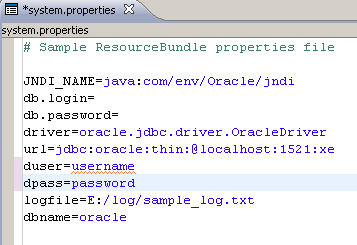 *system.properties
system.properties
# Sample ResourceBundle properties file
JNDI_NAME=java:com/env/Oracle/jndi
db.login=
db.password=
driver=oracle.jdbc.driver.OracleDriver
url=jdbc:oracle:thin:@localhost:1521:xe
duser=username
dpass=password
logfile=E:/log/sample_log.txt
dbname=oracle